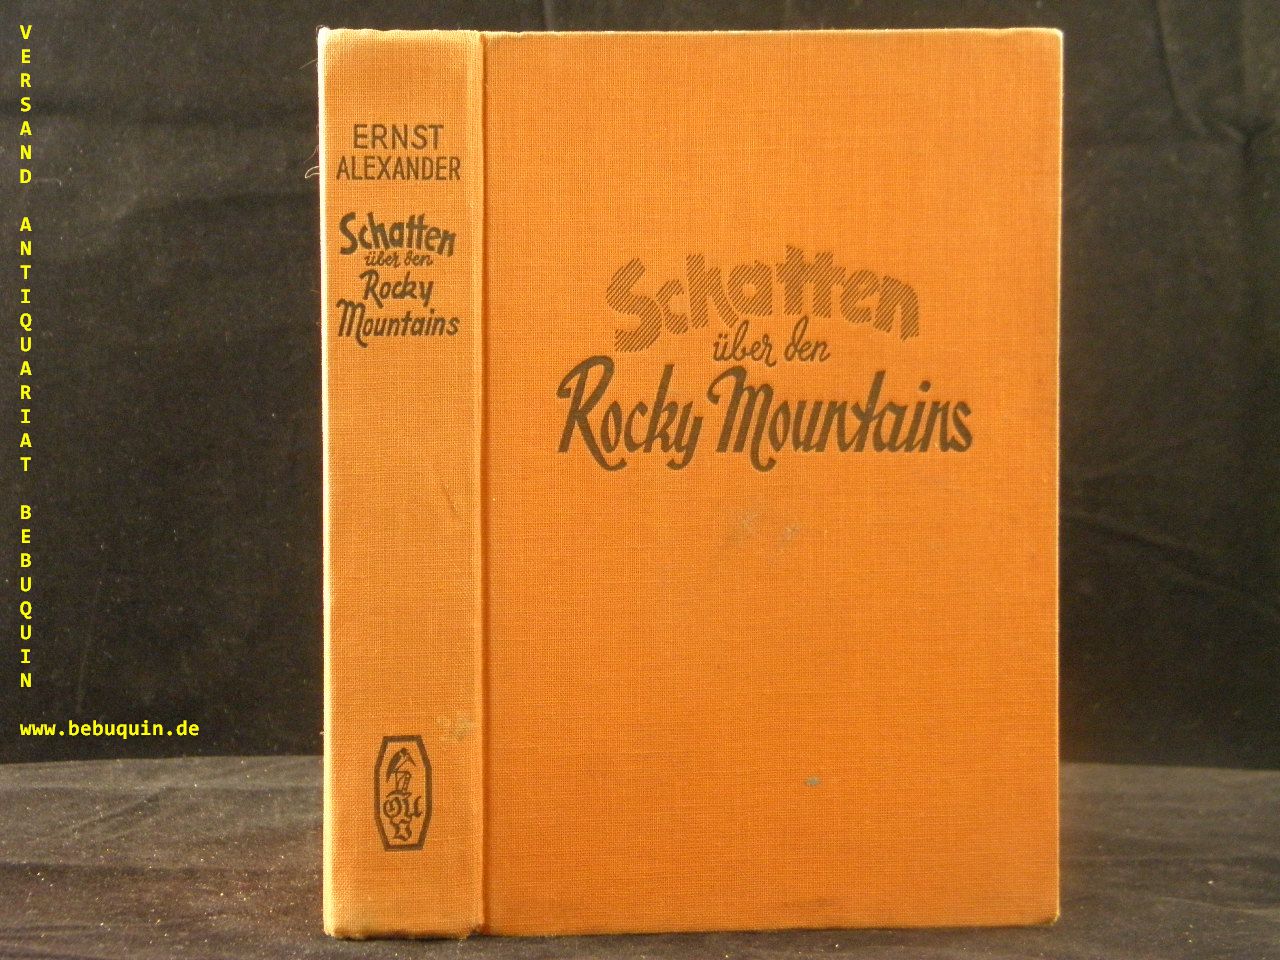 VERSAND ANTIQUARIAT BEBUQUIN
www.bebuquin.de
ERNST
ALEXANDER
Schatten
über den
Rocky
Mountains
Schatten
über den
Rocky Mountains